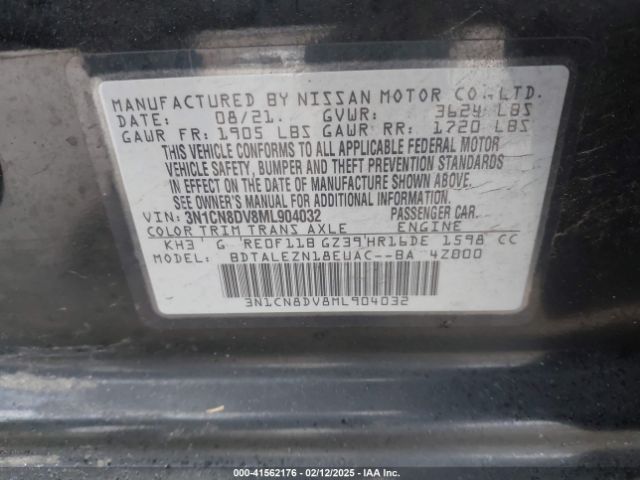 MANUFACTURED BY NISSAN MOTOR CO., LTD.
DATE: 08/21. GVWR: 3624 LBS
GAWR FR: 1905 LBS GAWR RR: 1720 LBS
THIS VEHICLE CONFORMS TO ALL APPLICABLE FEDERAL MOTOR
VEHICLE SAFETY, BUMPER AND THEFT PREVENTION STANDARDS
IN EFFECT ON THE DATE OF MANUFACTURE SHOWN ABOVE.
SEE OWNER'S MANUAL FOR ADDITIONAL INFORMATION.
VIN: 3N1CN8DV8ML904032 PASSENGER CAR.
COLOR TRIM TRANS AXLE ENGINE
KH3 G RE0F11B GZ39 HR16DE 1598 CC
MODEL: BDTALEZN18EUAC--BA 4Z000
3N1CN8DV8ML904032
00-41562176 - 02/12/2025 - IAA Inc.